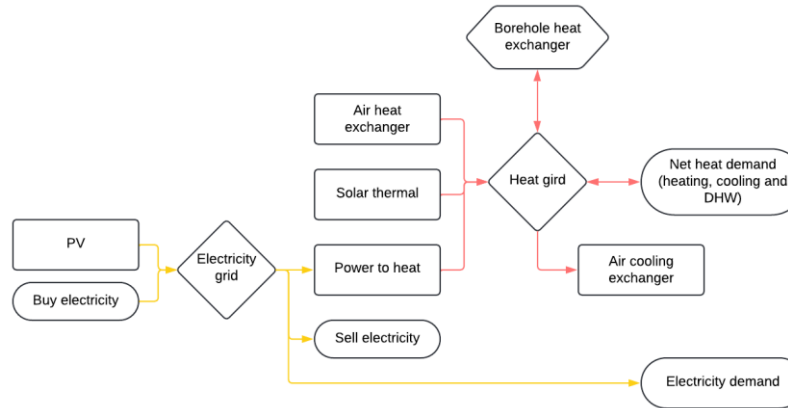 Borehole heat
exchanger
Air heat
exchanger
Solar thermal
Heat gird
Net heat demand
(heating, cooling and
DHW)
PV
Electricity
grid
Power to heat
Air cooling
exchanger
Buy electricity
Sell electricity
Electricity demand